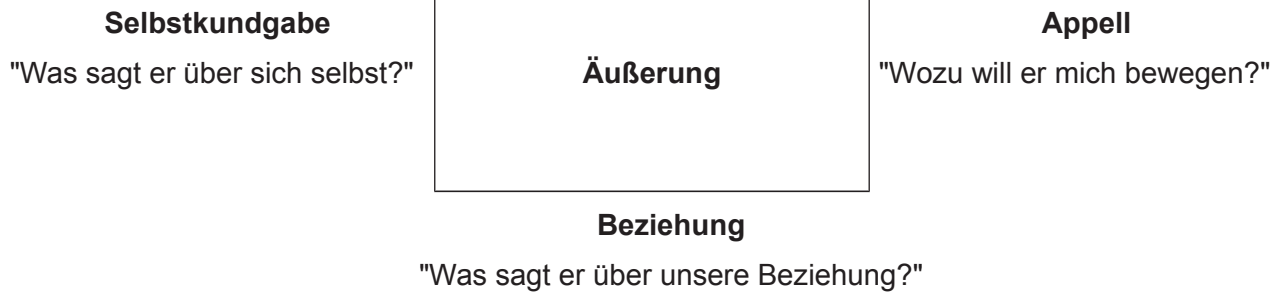 Selbstkundgabe
"Was sagt er über sich selbst?"
Äußerung
Appell
"Wozu will er mich bewegen?"
Beziehung
"Was sagt er über unsere Beziehung?"